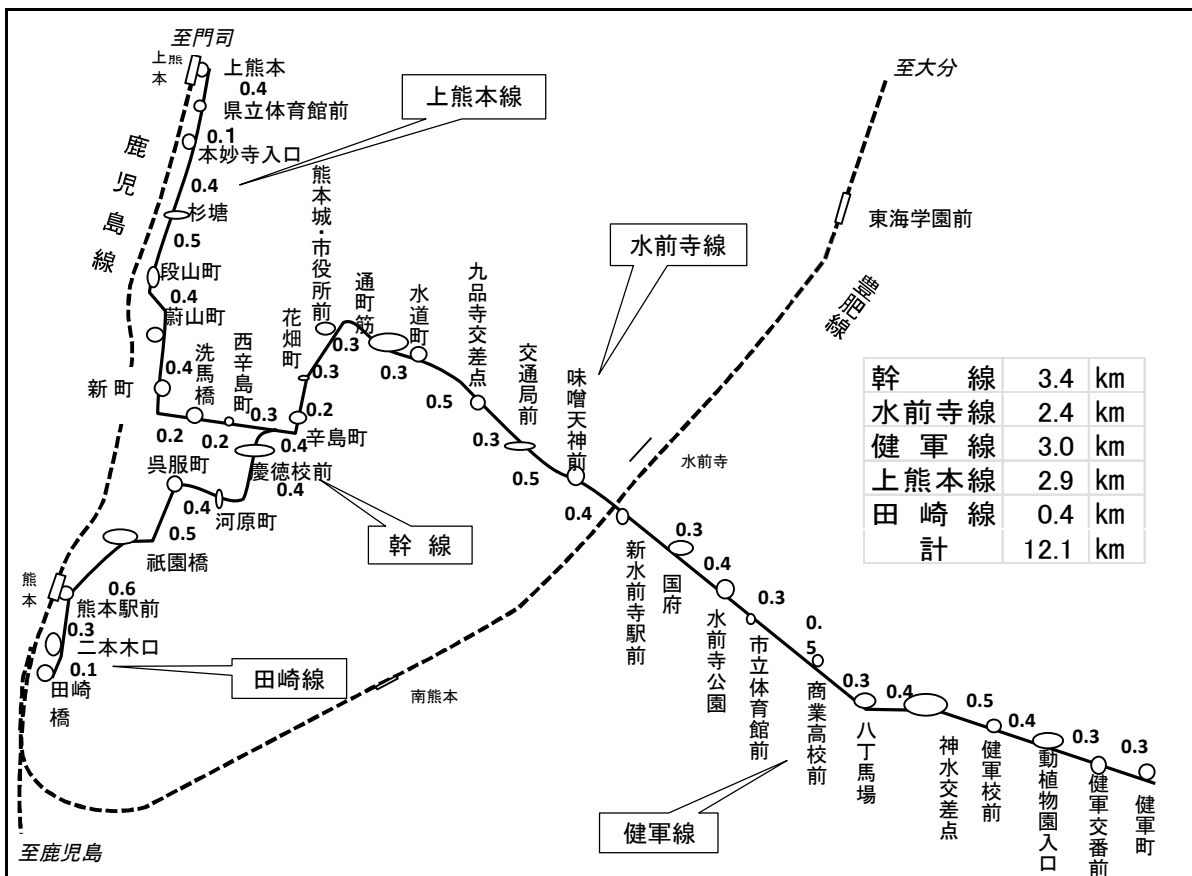 至門司
上熊本
上熊本
0.4
県立体育館前
0.1
本妙寺入口
0.4
杉塘
0.5
段山町
0.4
蔚山町
0.4
新町
洗馬橋
0.2
西辛島町
0.2
0.3
鹿児島線
上熊本線
呉服町
0.4
慶徳校前
0.4
河原町
0.4
0.5
祇園橋
0.6
熊本
熊本駅前
0.3
二本木口
0.1
田崎橋
田崎線
幹線
南熊本
至鹿児島
辛島町
0.2
花畑町
0.3
熊本城・市役所前
0.3
通町筋
0.3
水道町
0.5
九品寺交差点
0.3
交通局前
0.5
味噌天神前
0.4
水前寺線
水前寺
新水前寺駅前
0.3
国府
0.4
水前寺公園
0.3
市立体育館前
0.5
商業高校前
0.3
八丁馬場
0.4
神水交差点
0.5
健軍校前
0.4
動植物園入口
0.3
健軍交番前
0.3
健軍町
健軍線
至大分
東海学園前
豊肥線
幹線 3.4 km
水前寺線 2.4 km
健軍線 3.0 km
上熊本線 2.9 km
田崎線 0.4 km
計 12.1 km